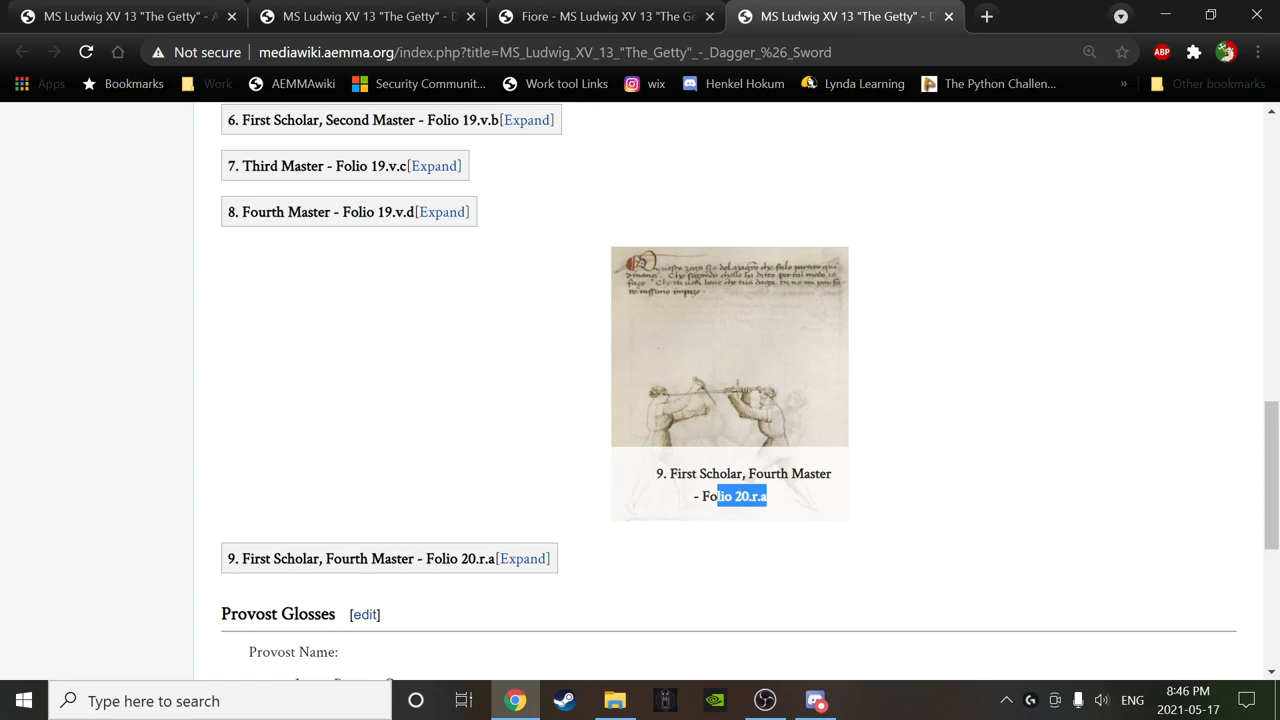 MS Ludwig XV 13 "The Getty" - A
MS Ludwig XV 13 "The Getty" - D
Fiore - MS Ludwig XV 13 "The Ge
MS Ludwig XV 13 "The Getty" - D
Not secure
mediawiki.aemma.org/index.php?title=MS_Ludwig_XV_13_"The_Getty"_-_Dagger_%26_Sword
ABP
Apps
Bookmarks
Work
AEMMAwiki
Security Communit...
Work tool Links
wix
Henkel Hokum
Lynda Learning
The Python Challen...
»
Other bookmarks
6. First Scholar, Second Master - Folio 19.v.b[Expand]
7. Third Master - Folio 19.v.c[Expand]
8. Fourth Master - Folio 19.v.d[Expand]
9. First Scholar, Fourth Master
- Folio 20.r.a
9. First Scholar, Fourth Master - Folio 20.r.a[Expand]
Provost Glosses [edit]
Provost Name:
Type here to search
ENG
8:46 PM
2021-05-17